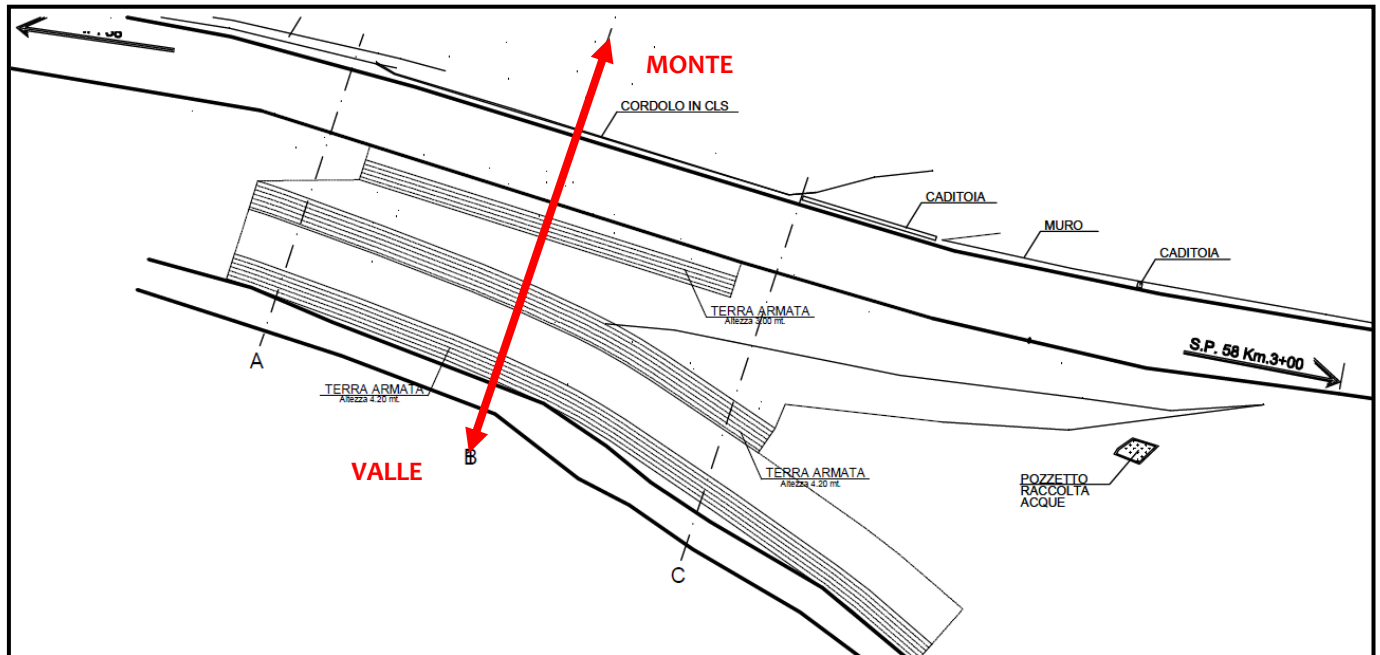 MONTE
CORDOLO IN CLS
CADITOIA
MURO
CADITOIA
TERRA ARMATA
Altezza 3.00 mt.
S.P. 58 Km.3+00
A
TERRA ARMATA
Altezza 4.20 mt.
VALLE
B
TERRA ARMATA
Altezza 4.20 mt.
POZZETTO
RACCOLTA
ACQUE
C